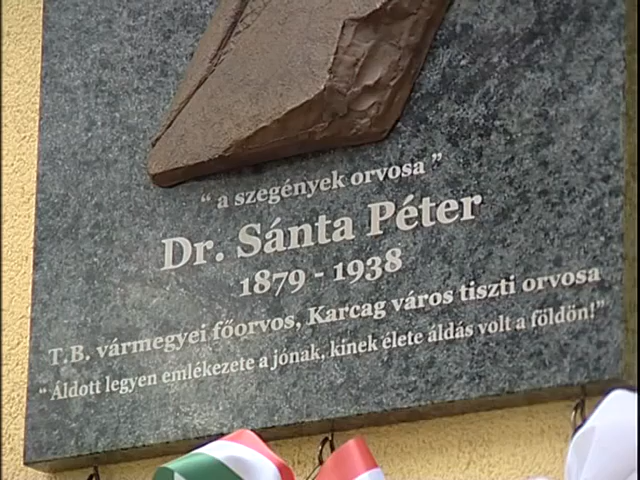 “ a szegények orvosa ”
Dr. Sánta Péter
1879 - 1938
T.B. vármegyei főorvos, Karcag város tiszti orvosa
“ Áldott legyen emlékezete a jónak, kinek élete áldás volt a földön!”